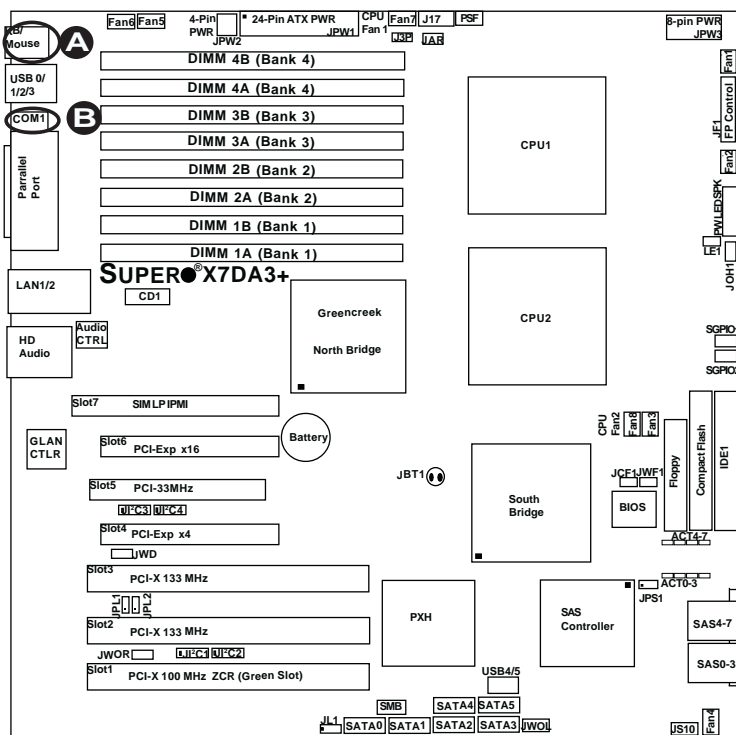 Fan6 Fan5
4-Pin
PWR
JPW2
24-Pin ATX PWR
JPW1
CPU
Fan 1
Fan7
J17
PSF
J3P
JAR
8-pin PWR
JPW3
KB/
Mouse
A
USB 0/
1/2/3
COM1
B
Parrallel
Port
DIMM 4B (Bank 4)
DIMM 4A (Bank 4)
DIMM 3B (Bank 3)
DIMM 3A (Bank 3)
DIMM 2B (Bank 2)
DIMM 2A (Bank 2)
DIMM 1B (Bank 1)
DIMM 1A (Bank 1)
CPU1
Fan1
JF1
FP Control
Fan2
PW LED SPK
LE1
JOH1
SUPER®X7DA3+
CD1
LAN1/2
Audio
CTRL
HD
Audio
Greencreek
North Bridge
CPU2
SGPIO
SGPIO
Slot7 SIMLP IPMI
GLAN
CTLR
Slot6
PCI-Exp x16
Battery
Slot5
PCI-33MHz
JI²C3 JI²C4
Slot4
PCI-Exp x4
JWD
JBT1
South
Bridge
CPU
Fan2
Fan8
Fan3
JCF1 JWF1
BIOS
Floppy
Compact Flash
IDE1
ACT4-7
ACT0-3
Slot3
PCI-X 133 MHz
JPL1
JPL2
Slot2
PCI-X 133 MHz
JWOR
JI²C1 JI²C2
Slot1
PCI-X 100 MHz ZCR (Green Slot)
PXH
SAS
Controller
JPS1
SAS4-7
SAS0-3
USB4/5
SMB
SATA4 SATA5
JL1
SATA0 SATA1 SATA2 SATA3 JWOL
JS10
Fan4